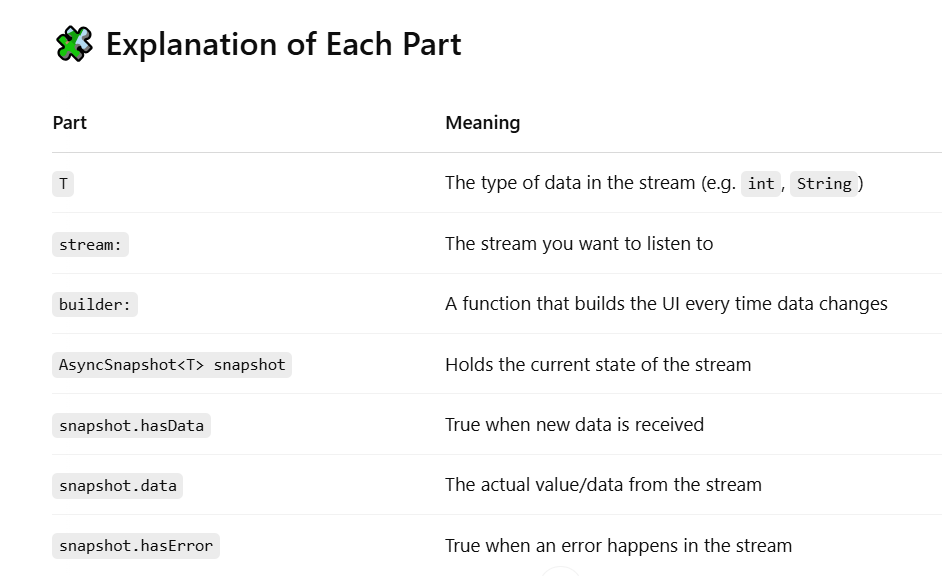 Explanation of Each Part
Part Meaning
T The type of data in the stream (e.g. int, String)
stream: The stream you want to listen to
builder: A function that builds the UI every time data changes
AsyncSnapshot<T> snapshot Holds the current state of the stream
snapshot.hasData True when new data is received
snapshot.data The actual value/data from the stream
snapshot.hasError True when an error happens in the stream